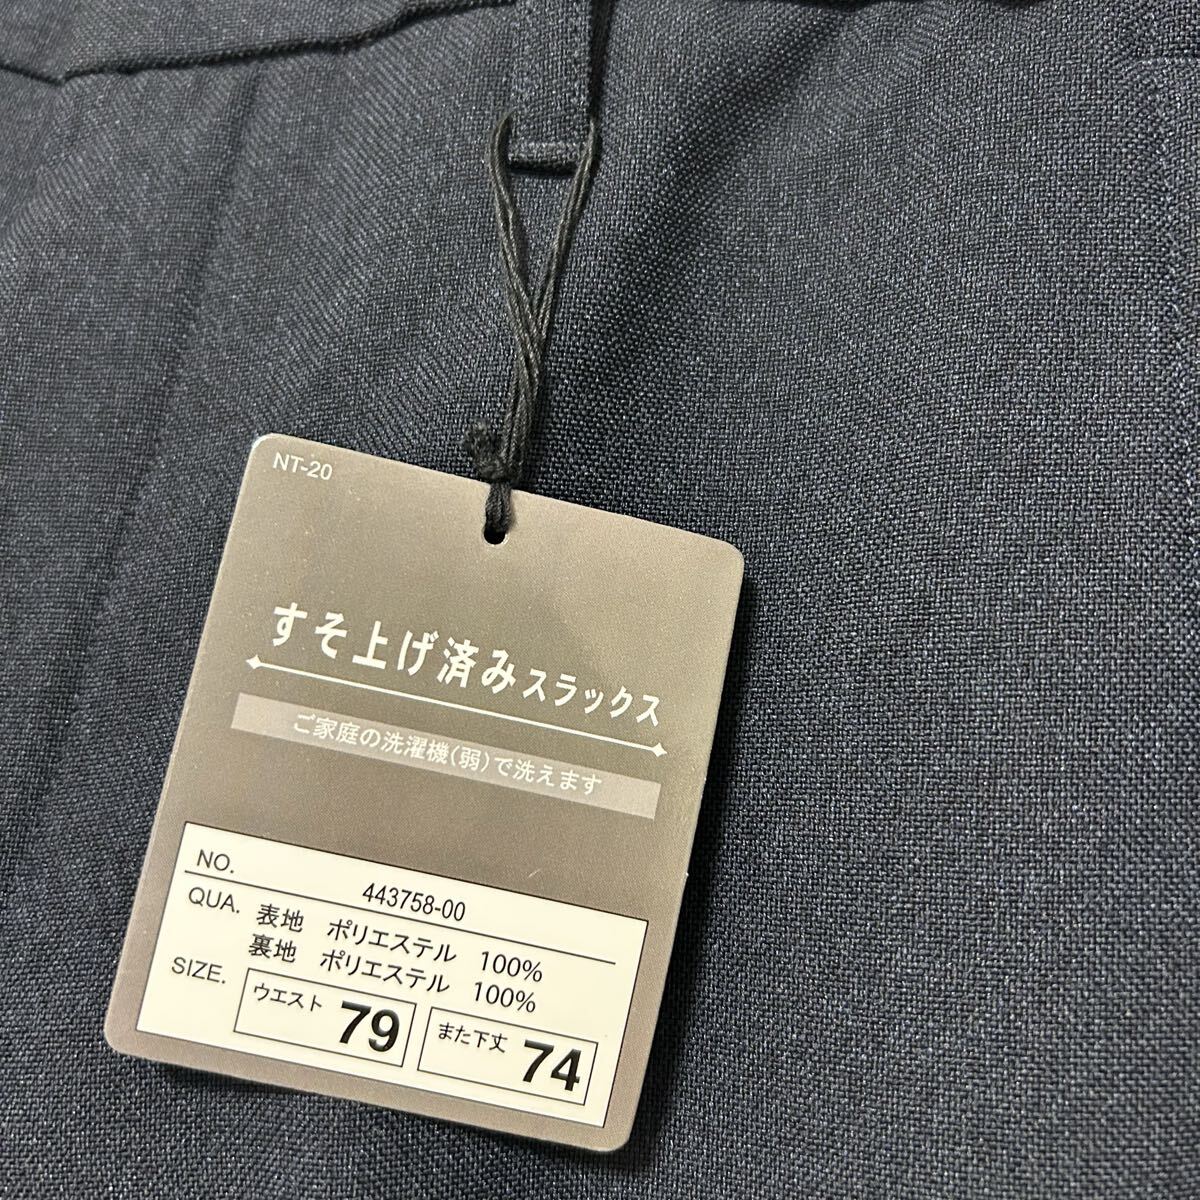 NT-20
すそ上げ済みスラックス
ご家庭の洗濯機(弱)で洗えます
NO. 443758-00
QUA. 表地 ポリエステル 100%
裏地 ポリエステル 100%
SIZE. ウエスト 79 また下丈 74